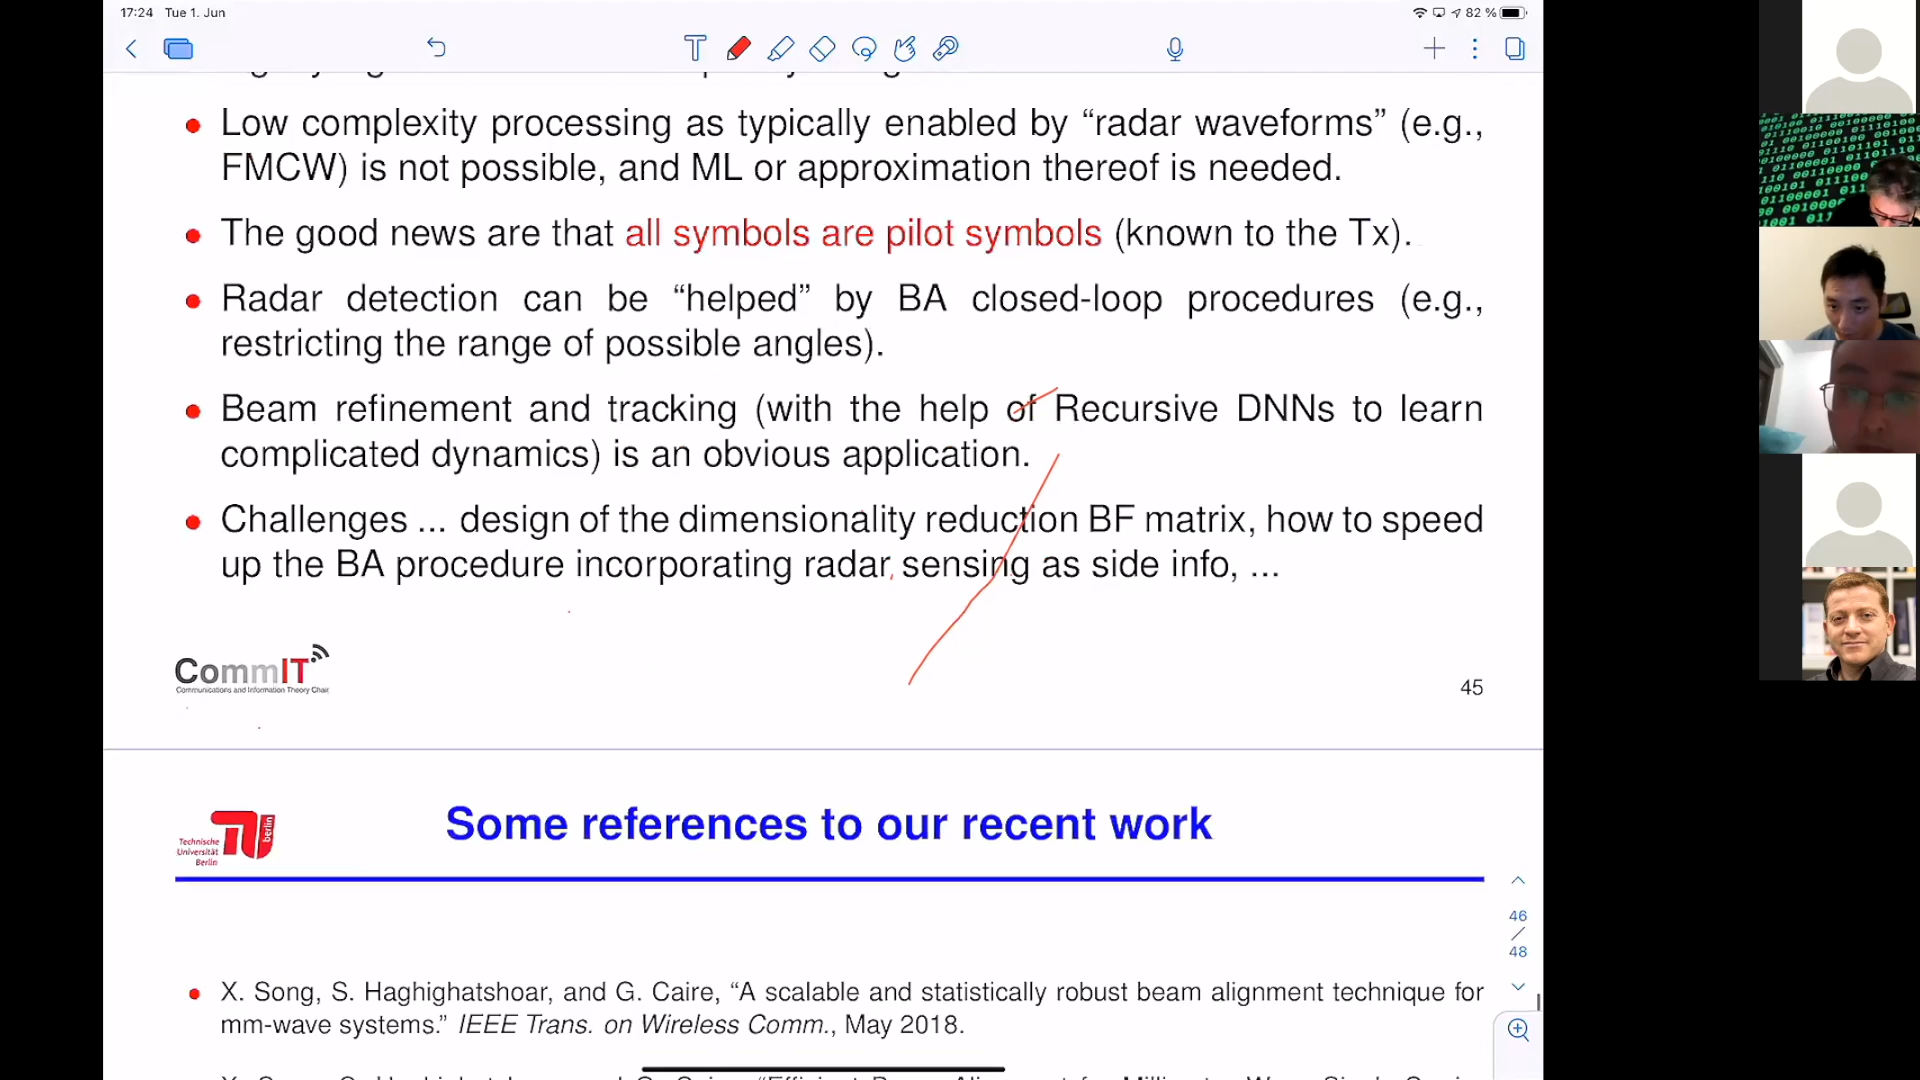 17:24 Tue 1. Jun
82 %
Low complexity processing as typically enabled by “radar waveforms” (e.g.,
FMCW) is not possible, and ML or approximation thereof is needed.
The good news are that all symbols are pilot symbols (known to the Tx).
Radar detection can be “helped” by BA closed-loop procedures (e.g.,
restricting the range of possible angles).
Beam refinement and tracking (with the help of Recursive DNNs to learn
complicated dynamics) is an obvious application.
Challenges ... design of the dimensionality reduction BF matrix, how to speed
up the BA procedure incorporating radar sensing as side info, ...
CommIT
Communications and Information Theory Chair
45
Technische
Universität
Berlin
berlin
Some references to our recent work
46
48
X. Song, S. Haghighatshoar, and G. Caire, “A scalable and statistically robust beam alignment technique for
mm-wave systems.” IEEE Trans. on Wireless Comm., May 2018.